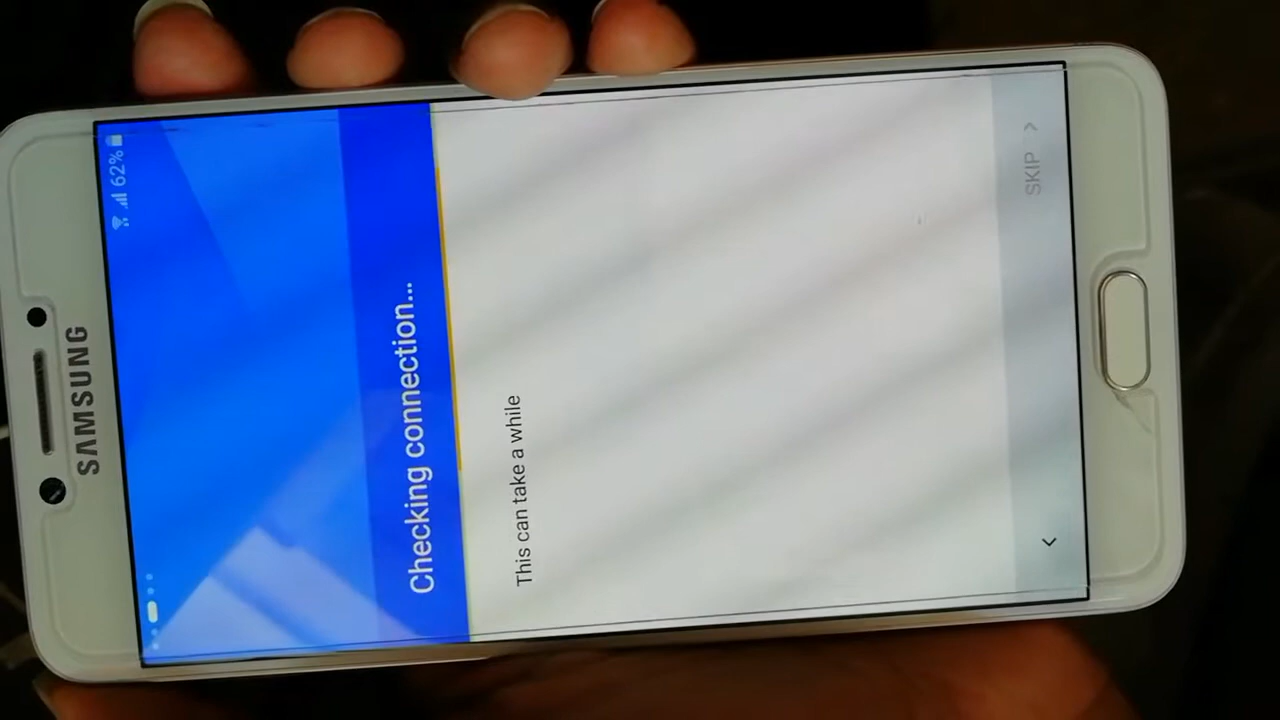 SAMSUNG
62%
Checking connection...
This can take a while
SKIP >